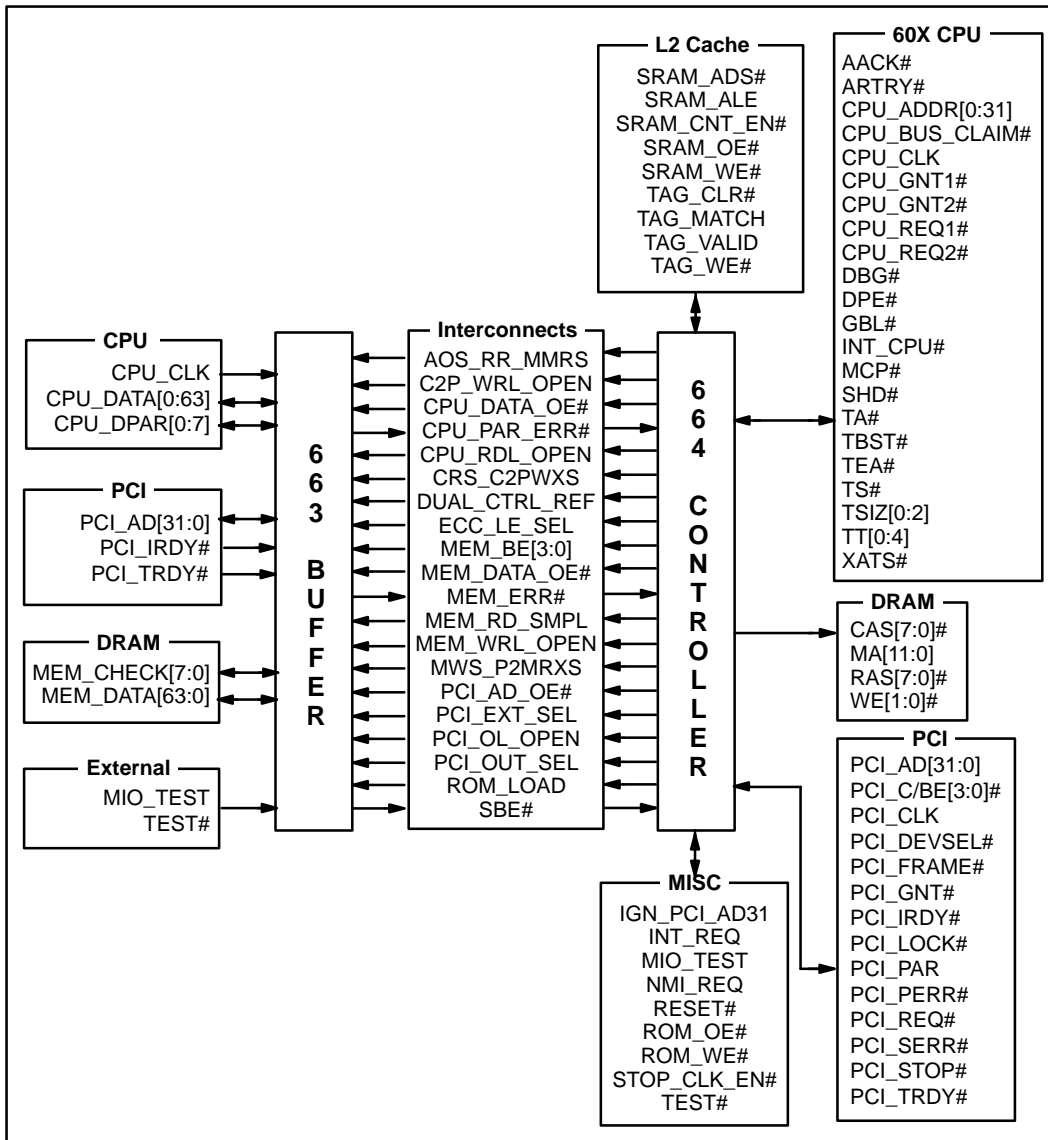 L2 Cache
SRAM_ADS#
SRAM_ALE
SRAM_CNT_EN#
SRAM_OE#
SRAM_WE#
TAG_CLR#
TAG_MATCH
TAG_VALID
TAG_WE#
60X CPU
AACK#
ARTRY#
CPU_ADDR[0:31]
CPU_BUS_CLAIM#
CPU_CLK
CPU_GNT1#
CPU_GNT2#
CPU_REQ1#
CPU_REQ2#
DBG#
DPE#
GBL#
INT_CPU#
MCP#
SHD#
TA#
TBST#
TEA#
TS#
TSIZ[0:2]
TT[0:4]
XATS#
CPU
CPU_CLK
CPU_DATA[0:63]
CPU_DPAR[0:7]
PCI
PCI_AD[31:0]
PCI_IRDY#
PCI_TRDY#
DRAM
MEM_CHECK[7:0]
MEM_DATA[63:0]
External
MIO_TEST
TEST#
663 BUFFER
Interconnects
AOS_RR_MMRS
C2P_WRL_OPEN
CPU_DATA_OE#
CPU_PAR_ERR#
CPU_RDL_OPEN
CRS_C2PWXS
DUAL_CTRL_REF
ECC_LE_SEL
MEM_BE[3:0]
MEM_DATA_OE#
MEM_ERR#
MEM_RD_SMPL
MEM_WRL_OPEN
MWS_P2MRXS
PCI_AD_OE#
PCI_EXT_SEL
PCI_OL_OPEN
PCI_OUT_SEL
ROM_LOAD
SBE#
664 CONTROLLER
DRAM
CAS[7:0]#
MA[11:0]
RAS[7:0]#
WE[1:0]#
PCI
PCI_AD[31:0]
PCI_C/BE[3:0]#
PCI_CLK
PCI_DEVSEL#
PCI_FRAME#
PCI_GNT#
PCI_IRDY#
PCI_LOCK#
PCI_PAR
PCI_PERR#
PCI_REQ#
PCI_SERR#
PCI_STOP#
PCI_TRDY#
MISC
IGN_PCI_AD31
INT_REQ
MIO_TEST
NMI_REQ
RESET#
ROM_OE#
ROM_WE#
STOP_CLK_EN#
TEST#